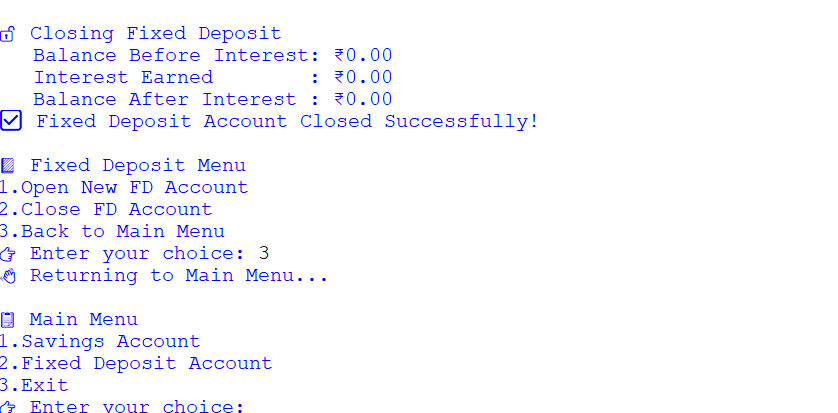 🔓 Closing Fixed Deposit
Balance Before Interest: ₹0.00
Interest Earned        : ₹0.00
Balance After Interest : ₹0.00
☑ Fixed Deposit Account Closed Successfully!
Fixed Deposit Menu
1.Open New FD Account
2.Close FD Account
3.Back to Main Menu
👉 Enter your choice: 3
👋 Returning to Main Menu...
📋 Main Menu
1.Savings Account
2.Fixed Deposit Account
3.Exit
👉 Enter your choice: